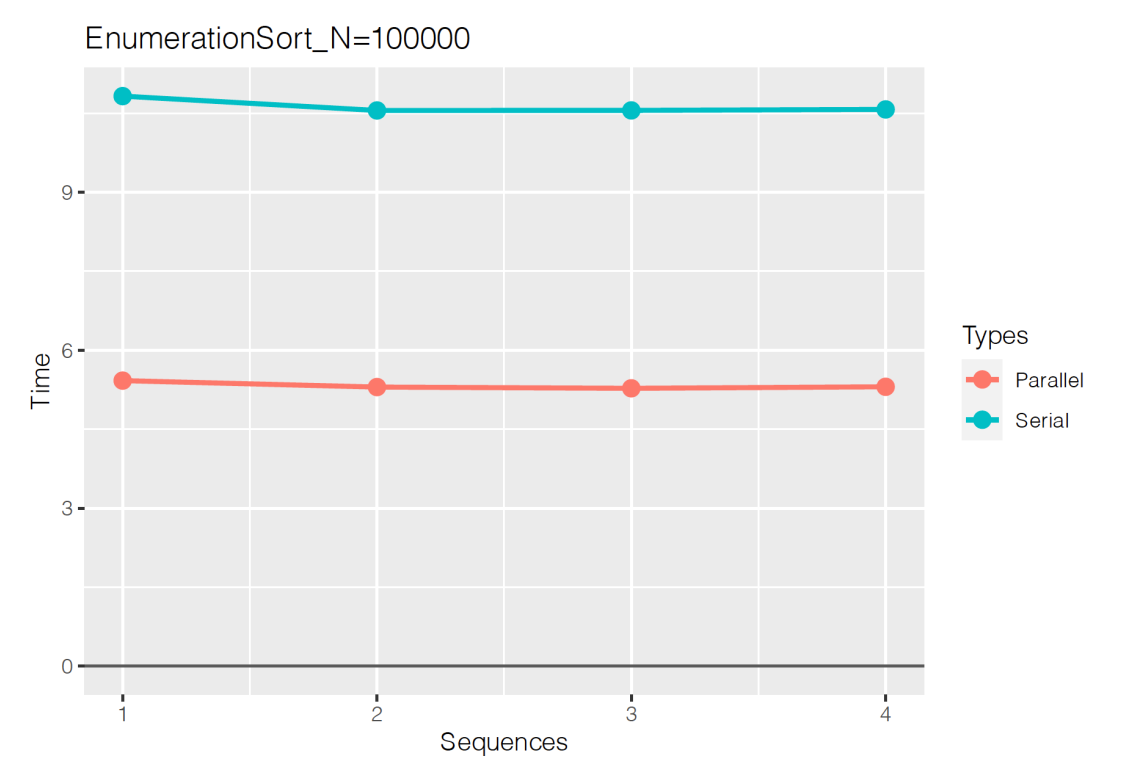 EnumerationSort_N=100000
9
6
3
0
Time
1 2 3 4
Sequences
Types
Parallel
Serial